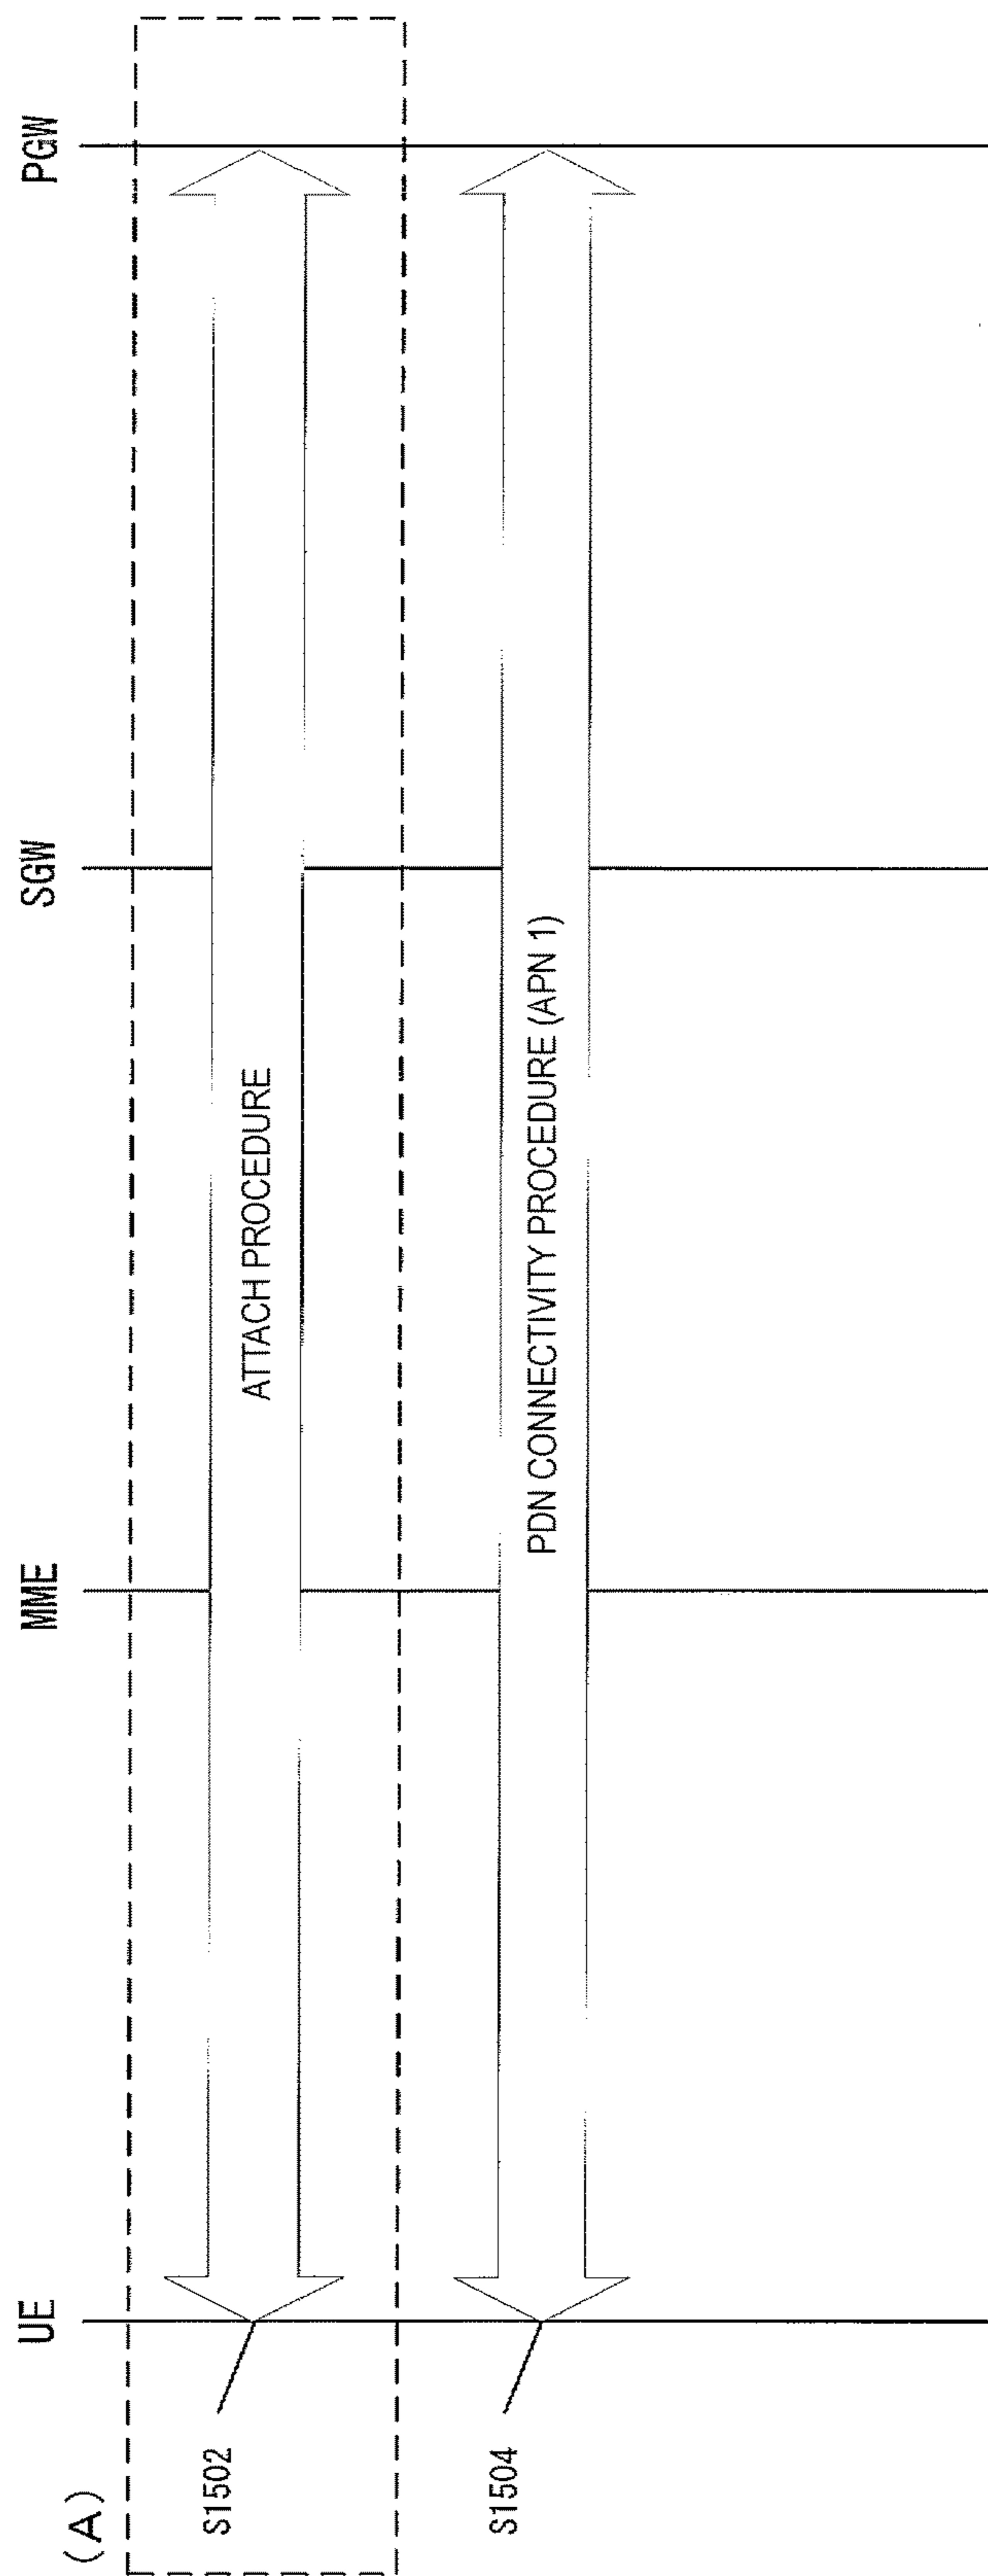 UE
MME
SGW
PGW
(A)
S1502
ATTACH PROCEDURE
S1504
PDN CONNECTIVITY PROCEDURE (APN 1)